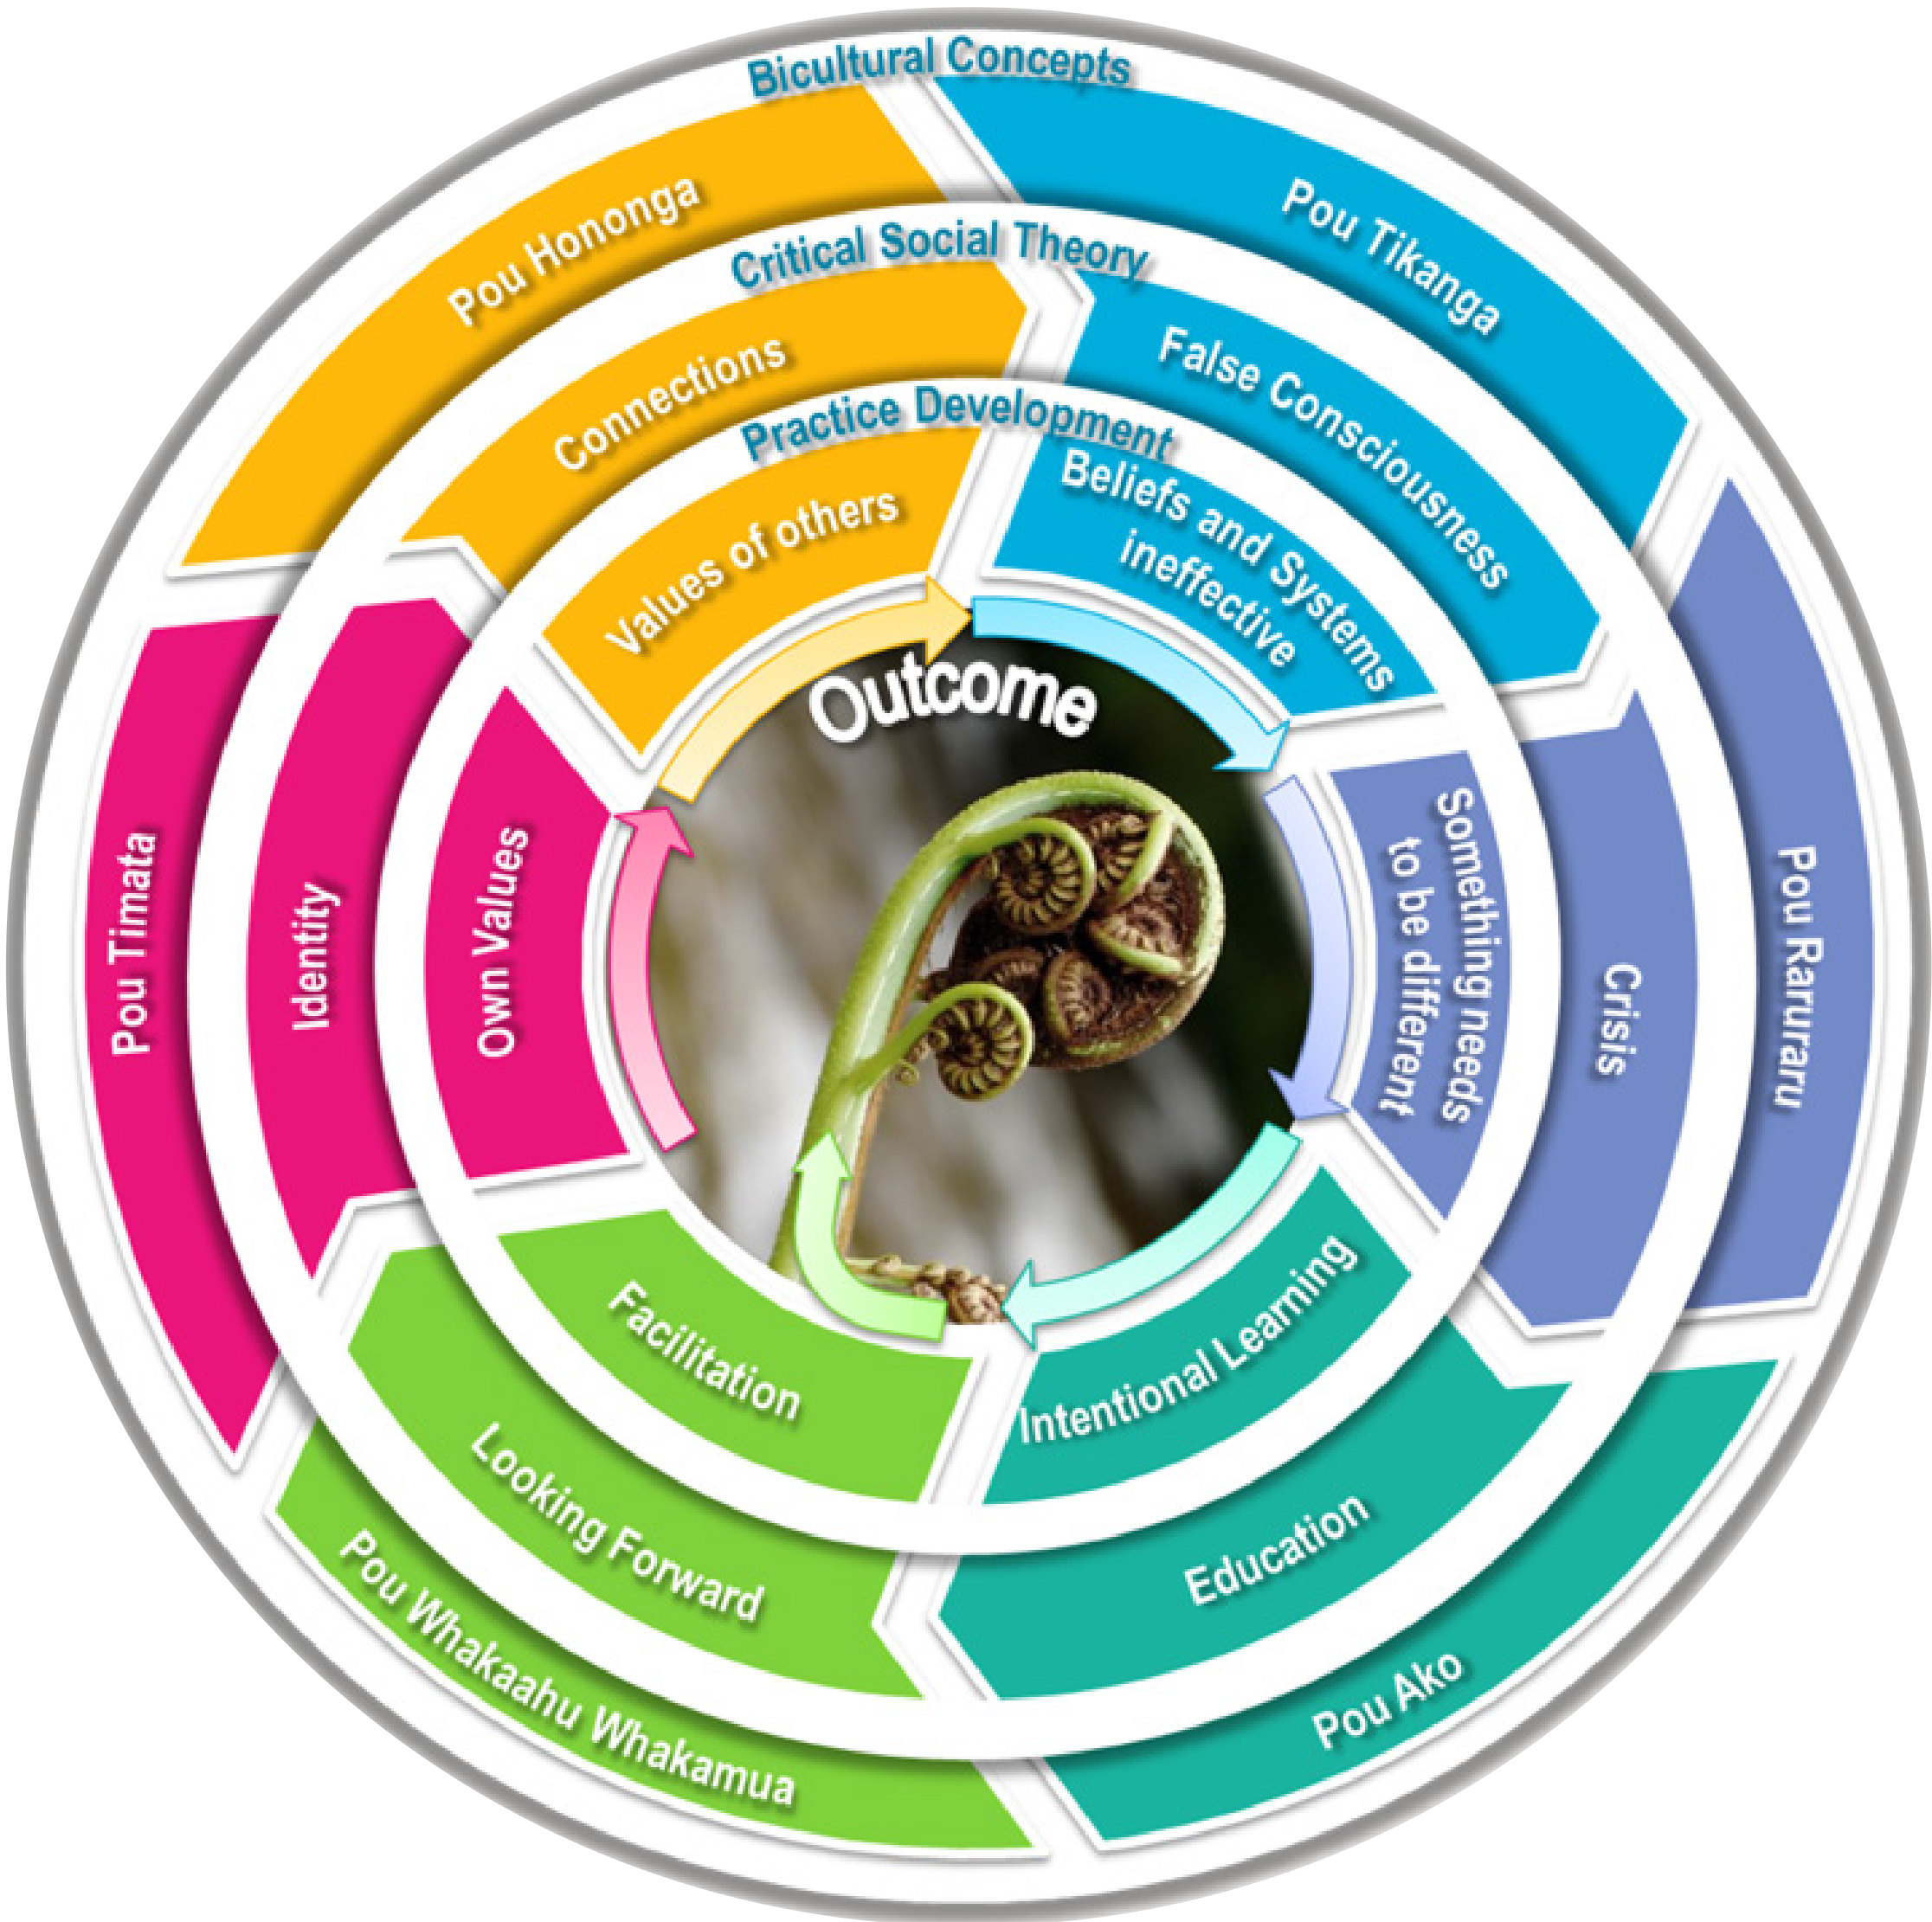 Bicultural Concepts
Pou Hononga
Pou Tikanga
Pou Raruraru
Pou Ako
Pou Whakaahu Whakamua
Pou Timata
Critical Social Theory
Connections
False Consciousness
Crisis
Education
Looking Forward
Identity
Practice Development
Values of others
Beliefs and Systems
ineffective
Something needs
to be different
Intentional Learning
Facilitation
Own Values
Outcome